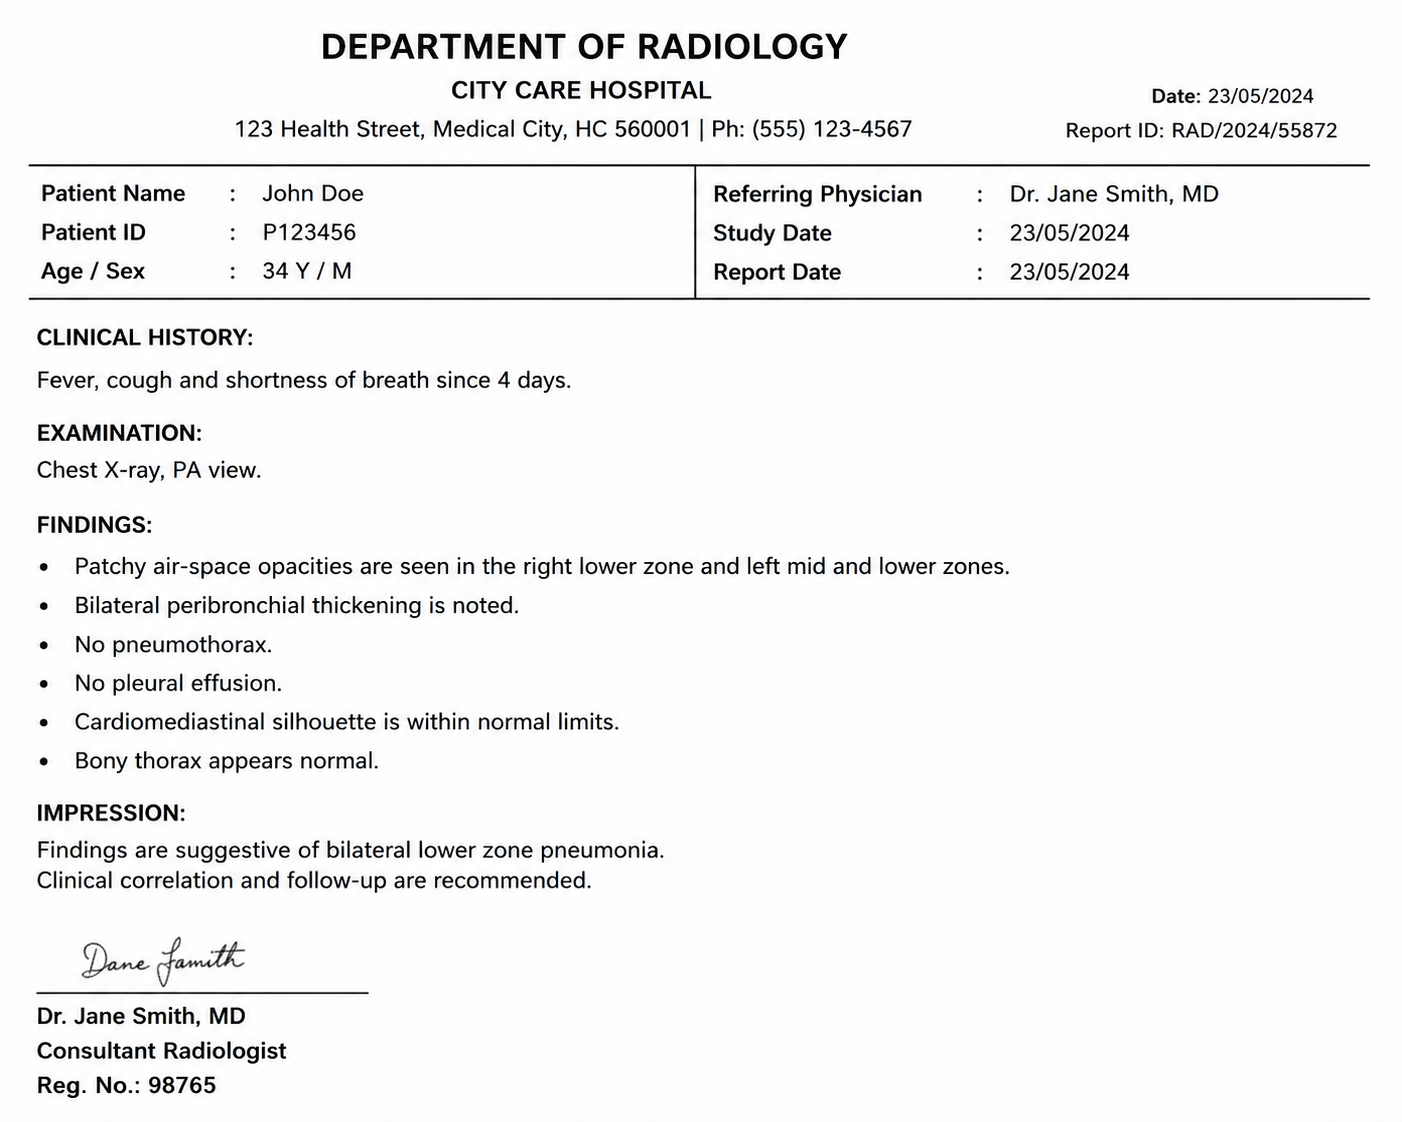 DEPARTMENT OF RADIOLOGY
CITY CARE HOSPITAL
123 Health Street, Medical City, HC 560001 | Ph: (555) 123-4567
Date: 23/05/2024
Report ID: RAD/2024/55872
Patient Name : John Doe
Patient ID : P123456
Age / Sex : 34 Y / M
Referring Physician : Dr. Jane Smith, MD
Study Date : 23/05/2024
Report Date : 23/05/2024
CLINICAL HISTORY:
Fever, cough and shortness of breath since 4 days.
EXAMINATION:
Chest X-ray, PA view.
FINDINGS:
• Patchy air-space opacities are seen in the right lower zone and left mid and lower zones.
• Bilateral peribronchial thickening is noted.
• No pneumothorax.
• No pleural effusion.
• Cardiomediastinal silhouette is within normal limits.
• Bony thorax appears normal.
IMPRESSION:
Findings are suggestive of bilateral lower zone pneumonia.
Clinical correlation and follow-up are recommended.
Dane Famith
Dr. Jane Smith, MD
Consultant Radiologist
Reg. No.: 98765